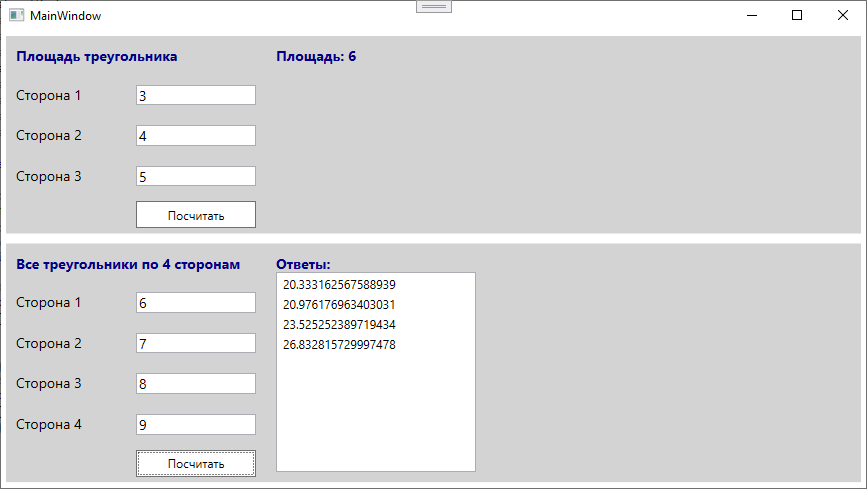 MainWindow
Площадь треугольника
Площадь: 6
Сторона 1
3
Сторона 2
4
Сторона 3
5
Посчитать
Все треугольники по 4 сторонам
Ответы:
Сторона 1
6
Сторона 2
7
Сторона 3
8
Сторона 4
9
Посчитать
20.333162567588939
20.976176963403031
23.525252389719434
26.832815729997478